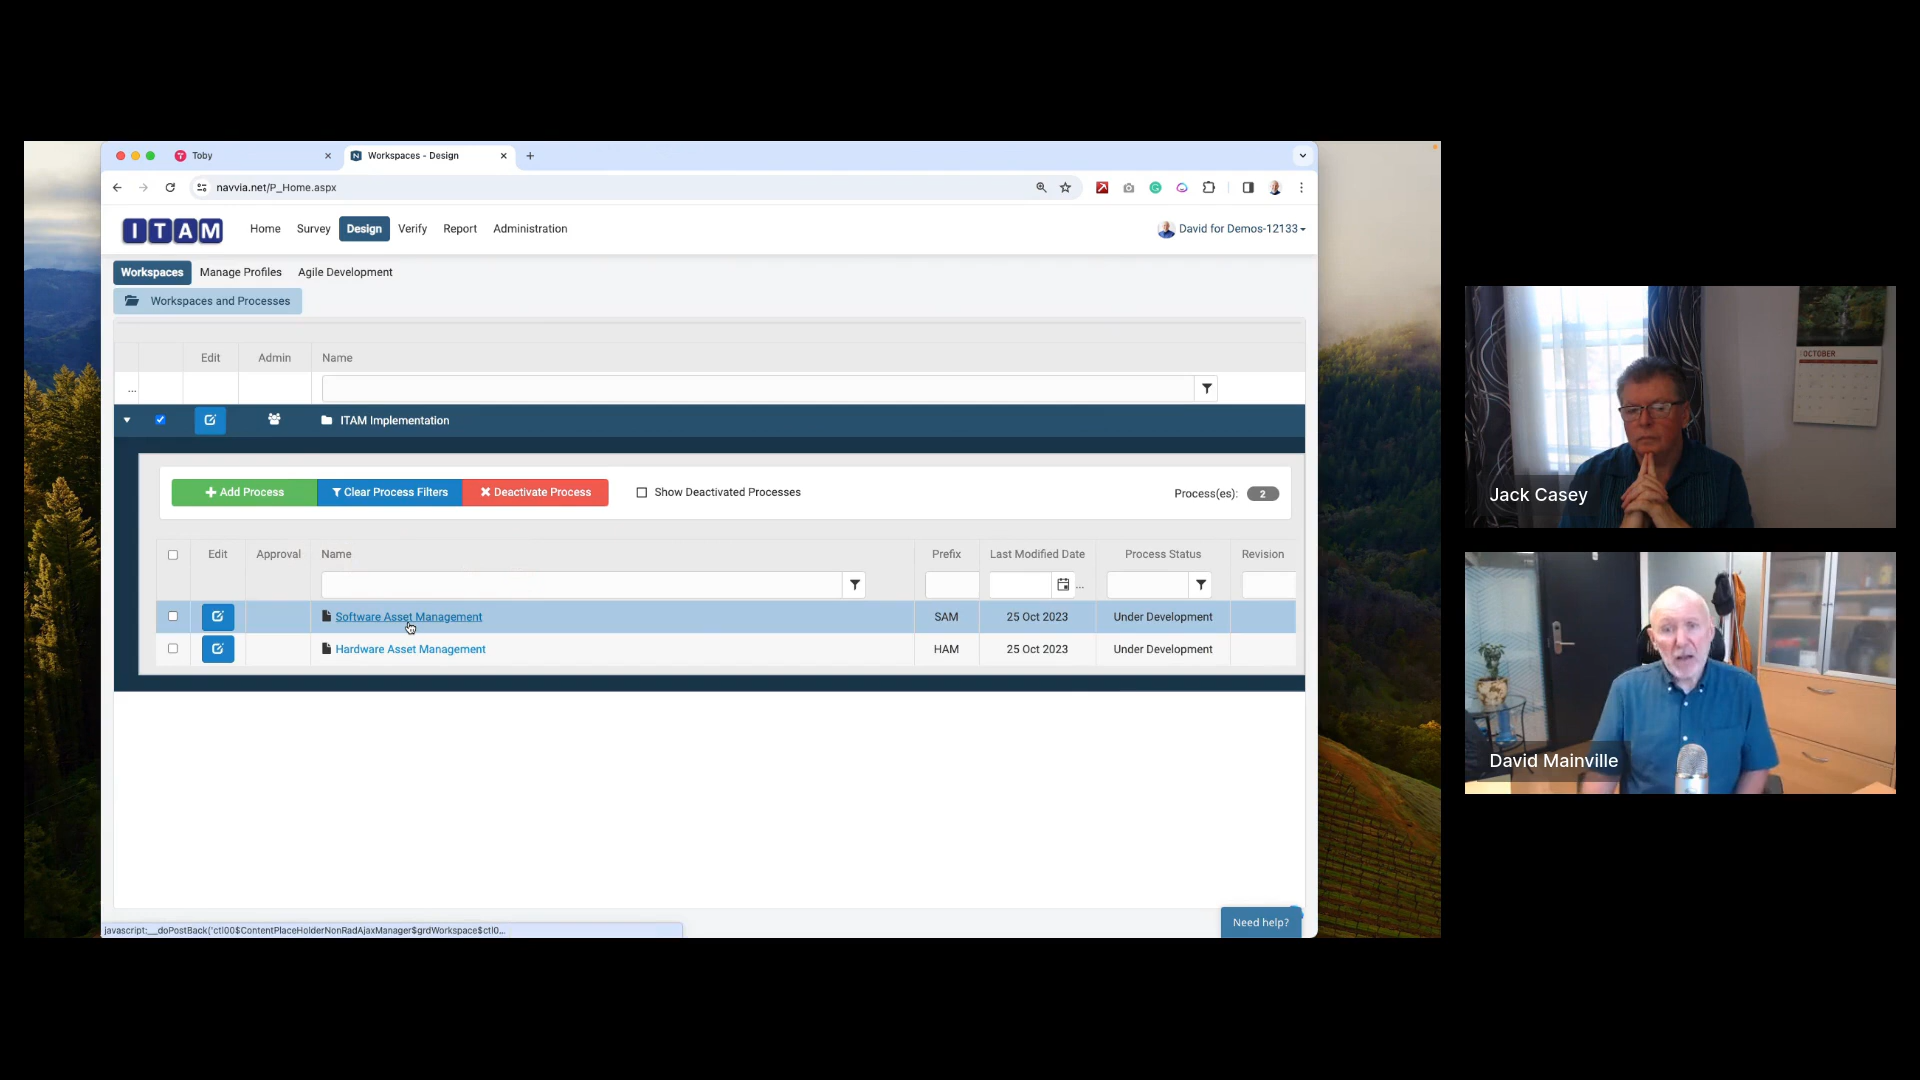 Toby
Workspaces - Design
navvia.net/P_Home.aspx
ITAM
Home Survey Design Verify Report Administration
David for Demos-12133
Workspaces Manage Profiles Agile Development
Workspaces and Processes
Edit Admin Name
...
ITAM Implementation
Add Process Clear Process Filters Deactivate Process Show Deactivated Processes Process(es): 2
Edit Approval Name Prefix Last Modified Date Process Status Revision
...
Software Asset Management SAM 25 Oct 2023 Under Development
Hardware Asset Management HAM 25 Oct 2023 Under Development
Need help?
javascript:__doPostBack('ctl00$ContentPlaceHolderNonRadAjaxManager$grdWorkspace$ctl0...
OCTOBER
Jack Casey
David Mainville